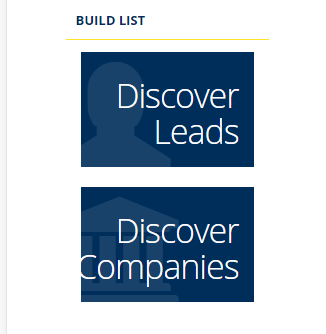 BUILD LIST
Discover
Leads
Discover
Companies